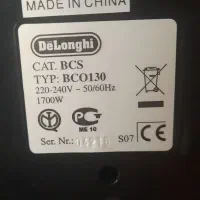 MADE IN CHINA
DeLonghi
CAT. BCS
TYP: BCO130
220-240V ~ 50/60Hz
1700W
ME 10
Ser. Nr.:
S07